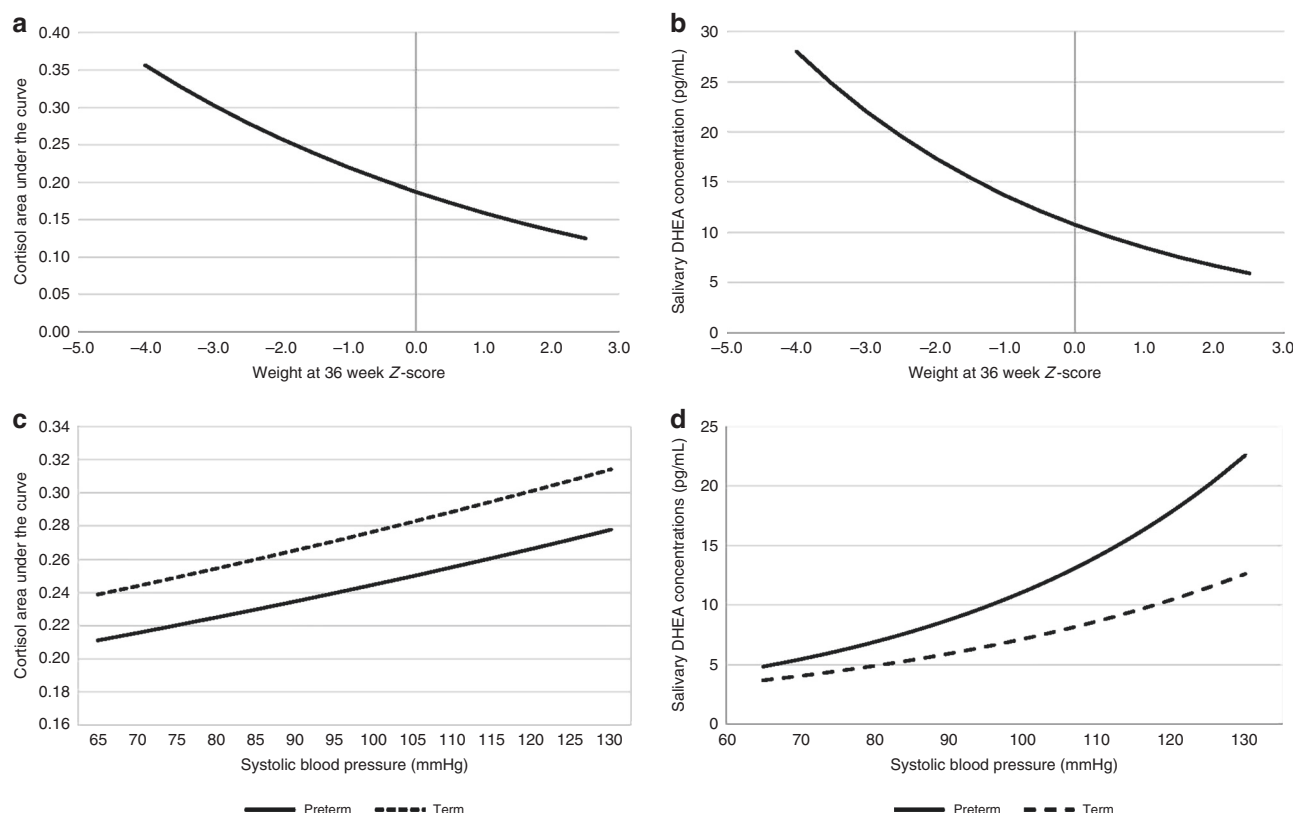 a
Cortisol area under the curve
0.40
0.35
0.30
0.25
0.20
0.15
0.10
0.05
0.00
–5.0 –4.0 –3.0 –2.0 –1.0 0.0 1.0 2.0 3.0
Weight at 36 week Z-score
b
Salivary DHEA concentration (pg/mL)
30
25
20
15
10
5
0
–5.0 –4.0 –3.0 –2.0 –1.0 0.0 1.0 2.0 3.0
Weight at 36 week Z-score
c
Cortisol area under the curve
0.34
0.32
0.30
0.28
0.26
0.24
0.22
0.20
0.18
0.16
65 70 75 80 85 90 95 100 105 110 115 120 125 130
Systolic blood pressure (mmHg)
Preterm Term
d
Salivary DHEA concentrations (pg/mL)
25
20
15
10
5
0
60 70 80 90 100 110 120 130
Systolic blood pressure (mmHg)
Preterm Term